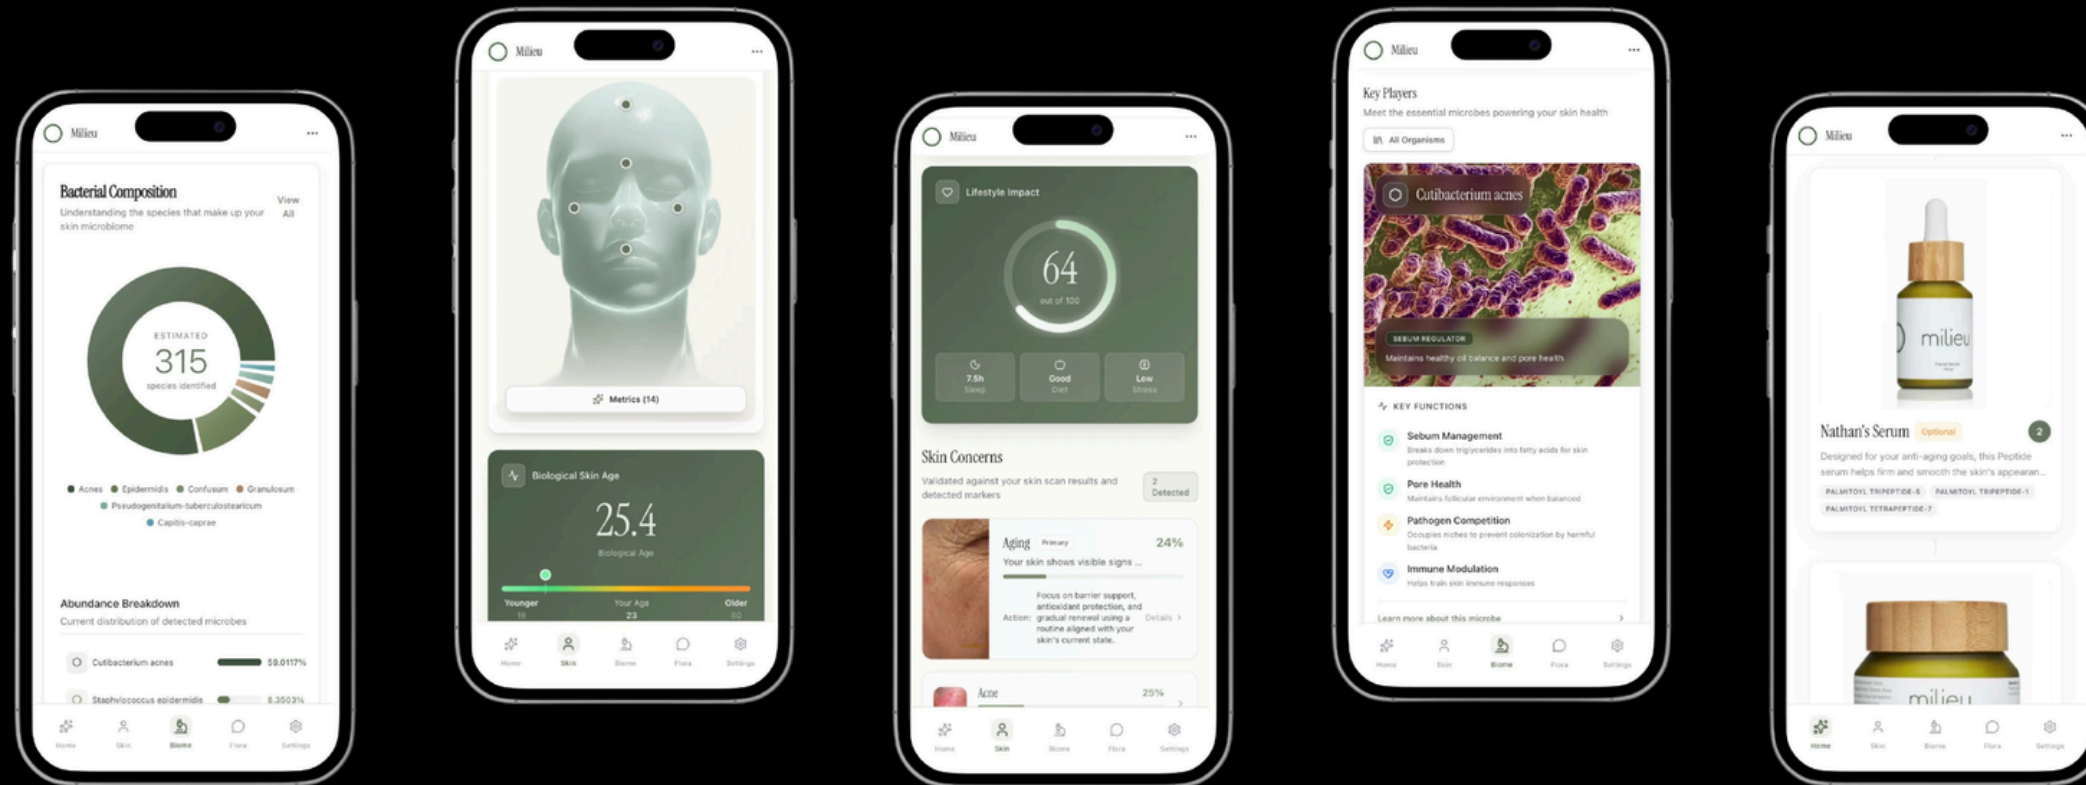 Milieu
Bacterial Composition
View
All
Understanding the species that make up your
skin microbiome
ESTIMATED
315
species identified
Acnes Epidermidis Confusum Granulosum
Pseudogenitalium-tuberculostearicum
Capitis-caprae
Abundance Breakdown
Current distribution of detected microbes
Cutibacterium acnes 59.0117%
Staphylococcus epidermidis 8.3503%
Home Skin Biome Flora Settings
Milieu
Metrics (14)
Biological Skin Age
25.4
Biological Age
Younger Your Age Older
18 23 60
Home Skin Biome Flora Settings
Milieu
Lifestyle Impact
64
out of 100
7.5h Good Low
Sleep Diet Stress
Skin Concerns
Validated against your skin scan results and
detected markers
2
Detected
Aging Primary 24%
Your skin shows visible signs ...
Action: Focus on barrier support,
antioxidant protection, and
gradual renewal using a
routine aligned with your
skin's current state.
Details >
Acne 25%
Home Skin Biome Flora Settings
Milieu
Key Players
Meet the essential microbes powering your skin health
All Organisms
Cutibacterium acnes
SEBUM REGULATOR
Maintains healthy oil balance and pore health
KEY FUNCTIONS
Sebum Management
Breaks down triglycerides into fatty acids for skin
protection
Pore Health
Maintains follicular environment when balanced
Pathogen Competition
Occupies niches to prevent colonization by harmful
bacteria
Immune Modulation
Helps train skin immune responses
Learn more about this microbe
Home Skin Biome Flora Settings
Milieu
milieu
Facial Serum
Nathan's Serum Optional 2
Designed for your anti-aging goals, this Peptide
serum helps firm and smooth the skin's appearan...
PALMITOYL TRIPEPTIDE-5 PALMITOYL TRIPEPTIDE-1
PALMITOYL TETRAPEPTIDE-7
milieu
Home Skin Biome Flora Settings